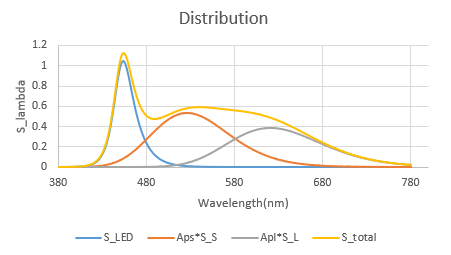 Distribution
S_lambda
1.2
1
0.8
0.6
0.4
0.2
0
380 480 580 680 780
Wavelength(nm)
S_LED Aps*S_S Apl*S_L S_total